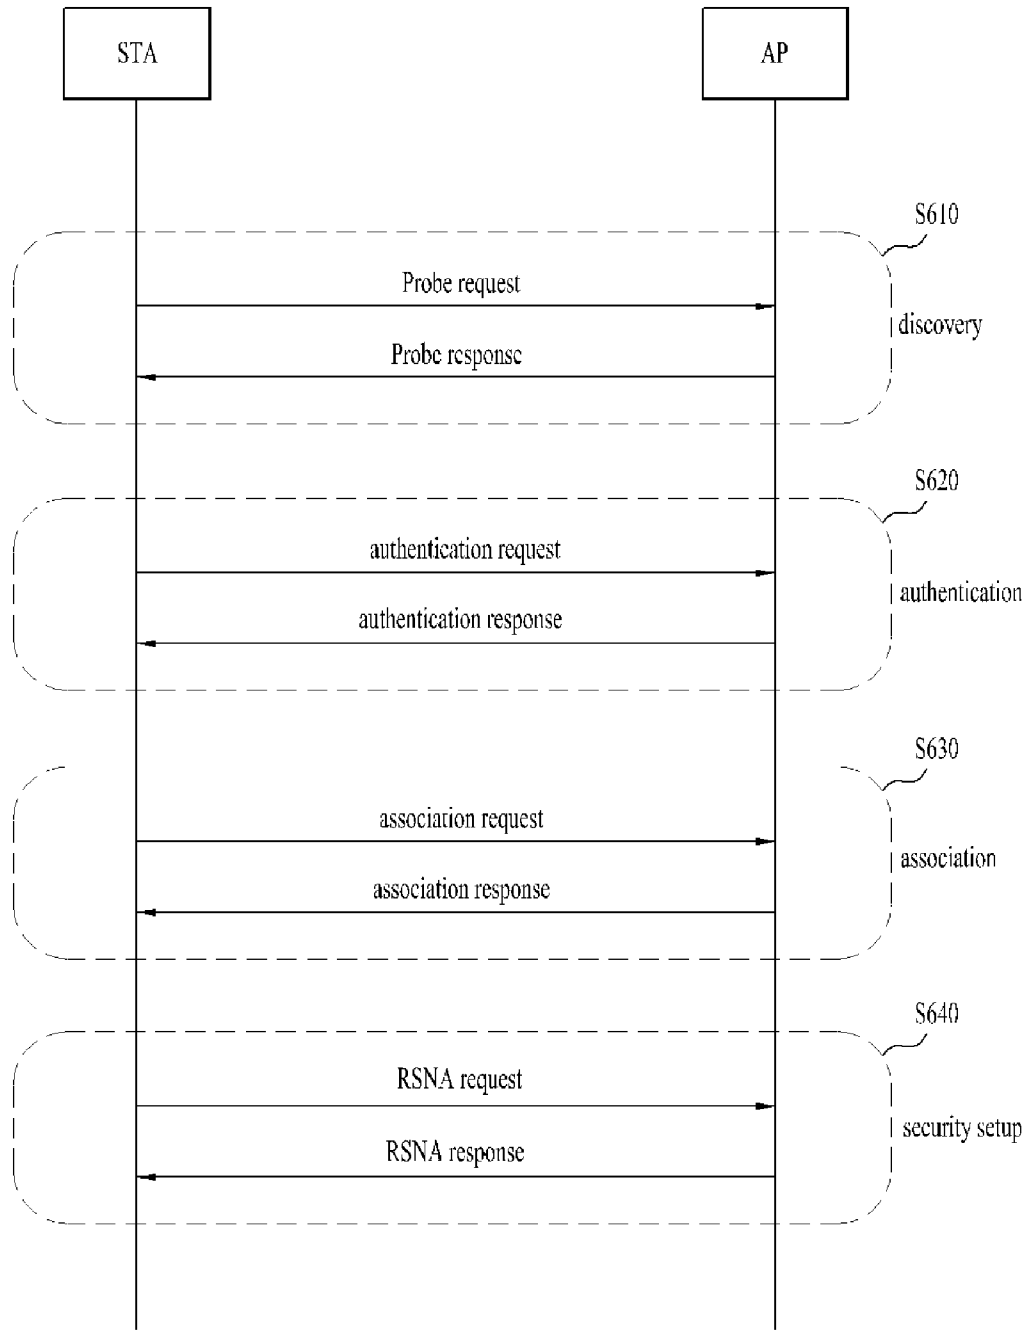 STA
AP
S610
Probe request
discovery
Probe response
S620
authentication request
authentication
authentication response
S630
association request
association
association response
S640
RSNA request
security setup
RSNA response